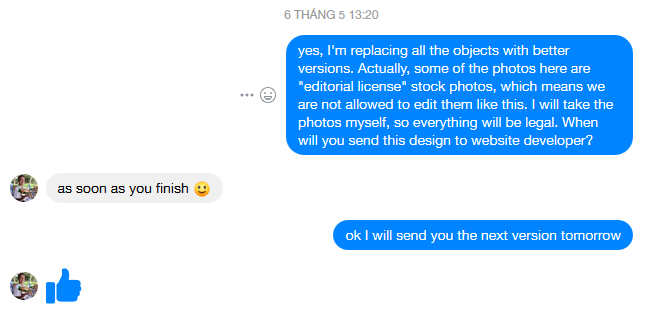 6 THÁNG 5 13:20
yes, I'm replacing all the objects with better
versions. Actually, some of the photos here are
"editorial license" stock photos, which means we
are not allowed to edit them like this. I will take the
photos myself, so everything will be legal. When
will you send this design to website developer?
as soon as you finish 🙂
ok I will send you the next version tomorrow